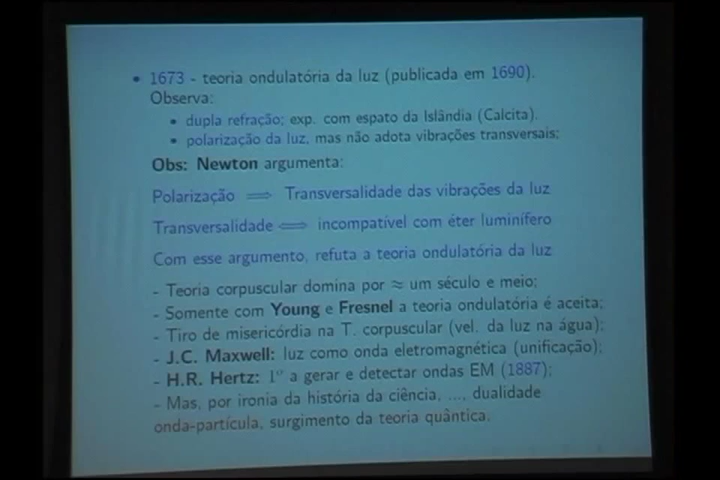 • 1673 - teoria ondulatória da luz (publicada em 1690).
Observa:
• dupla refração; exp. com espato da Islândia (Calcita).
• polarização da luz, mas não adota vibrações transversais;
Obs: Newton argumenta:
Polarização ⟹ Transversalidade das vibrações da luz
Transversalidade ⟺ incompatível com éter luminífero
Com esse argumento, refuta a teoria ondulatória da luz
- Teoria corpuscular domina por ≈ um século e meio;
- Somente com Young e Fresnel a teoria ondulatória é aceita;
- Tiro de misericórdia na T. corpuscular (vel. da luz na água);
- J.C. Maxwell: luz como onda eletromagnética (unificação);
- H.R. Hertz: 1º a gerar e detectar ondas EM (1887);
- Mas, por ironia da história da ciência, ..., dualidade
onda-partícula, surgimento da teoria quântica.